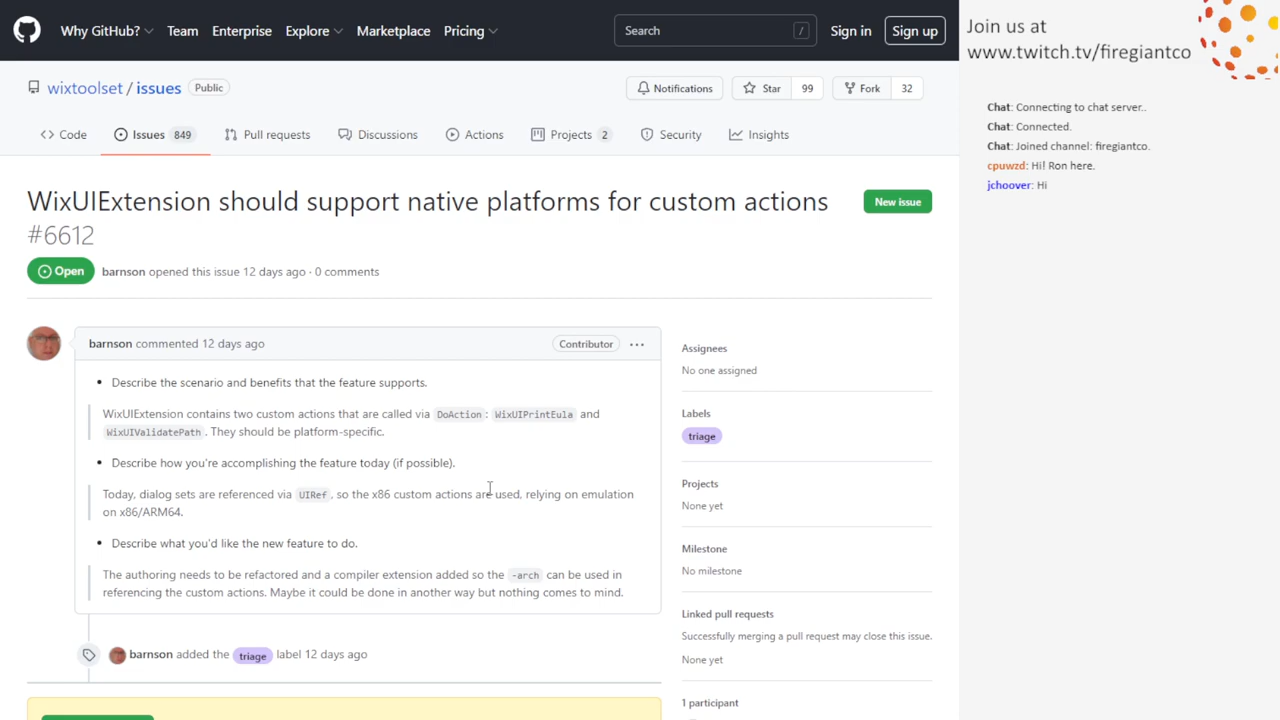 Why GitHub? Team Enterprise Explore Marketplace Pricing Search / Sign in Sign up
wixtoolset / issues Public Notifications Star 99 Fork 32
Code Issues 849 Pull requests Discussions Actions Projects 2 Security Insights
WixUIExtension should support native platforms for custom actions
#6612
New issue
Open barnson opened this issue 12 days ago · 0 comments
barnson commented 12 days ago Contributor ...
• Describe the scenario and benefits that the feature supports.
WixUIExtension contains two custom actions that are called via DoAction: WixUIPrintEula and
WixUIValidatePath. They should be platform-specific.
• Describe how you're accomplishing the feature today (if possible).
Today, dialog sets are referenced via UIRef, so the x86 custom actions are used, relying on emulation
on x86/ARM64.
• Describe what you'd like the new feature to do.
The authoring needs to be refactored and a compiler extension added so the -arch can be used in
referencing the custom actions. Maybe it could be done in another way but nothing comes to mind.
barnson added the triage label 12 days ago
Assignees
No one assigned
Labels
triage
Projects
None yet
Milestone
No milestone
Linked pull requests
Successfully merging a pull request may close this issue.
None yet
1 participant
Join us at
www.twitch.tv/firegiantco
Chat: Connecting to chat server..
Chat: Connected.
Chat: Joined channel: firegiantco.
cpuwzd: Hi! Ron here.
jchoover: Hi